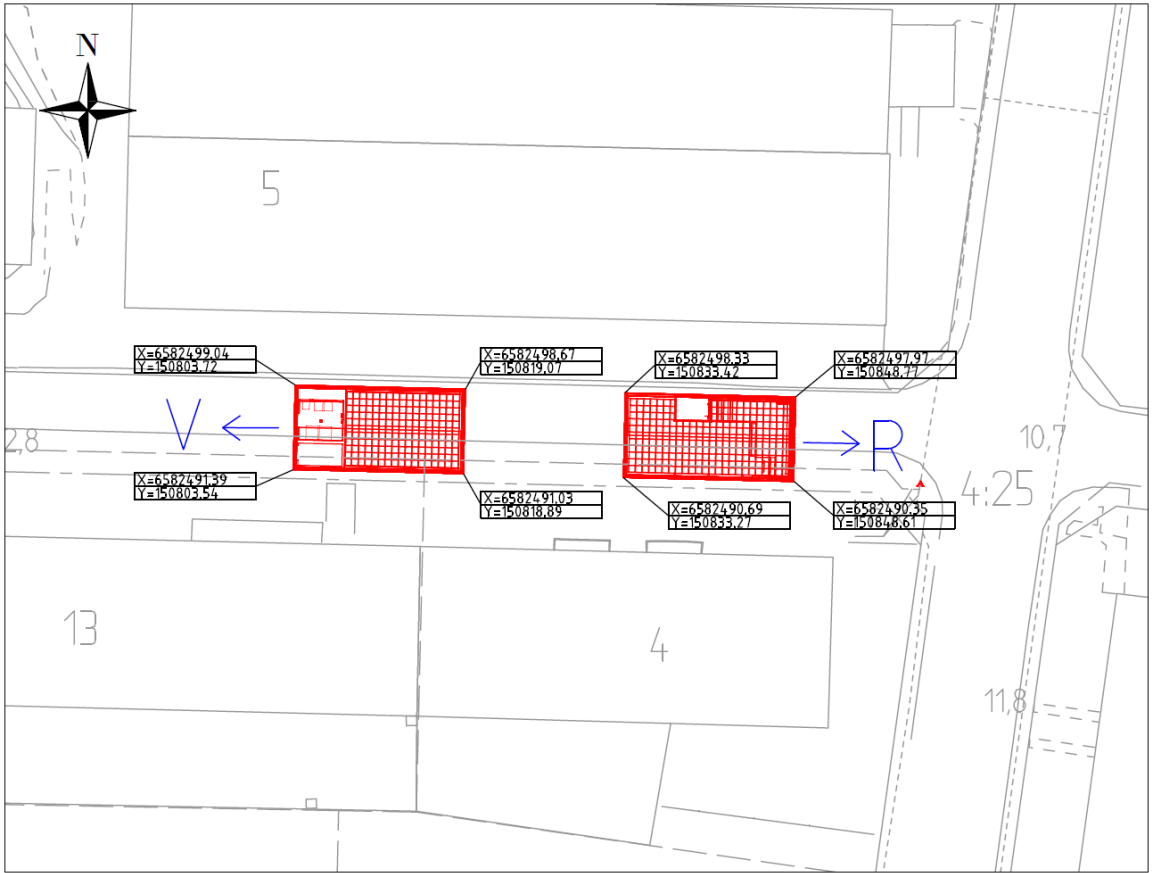 N
5
X=6582499,04
Y=150803,72
X=6582498,67
Y=150819,07
X=6582498,33
Y=150833,42
X=6582497,97
Y=150848,77
V
R
2,8
10,7
X=6582491,39
Y=150803,54
X=6582491,03
Y=150818,89
X=6582490,69
Y=150833,27
X=6582490,35
Y=150848,61
4:25
13
4
11,8